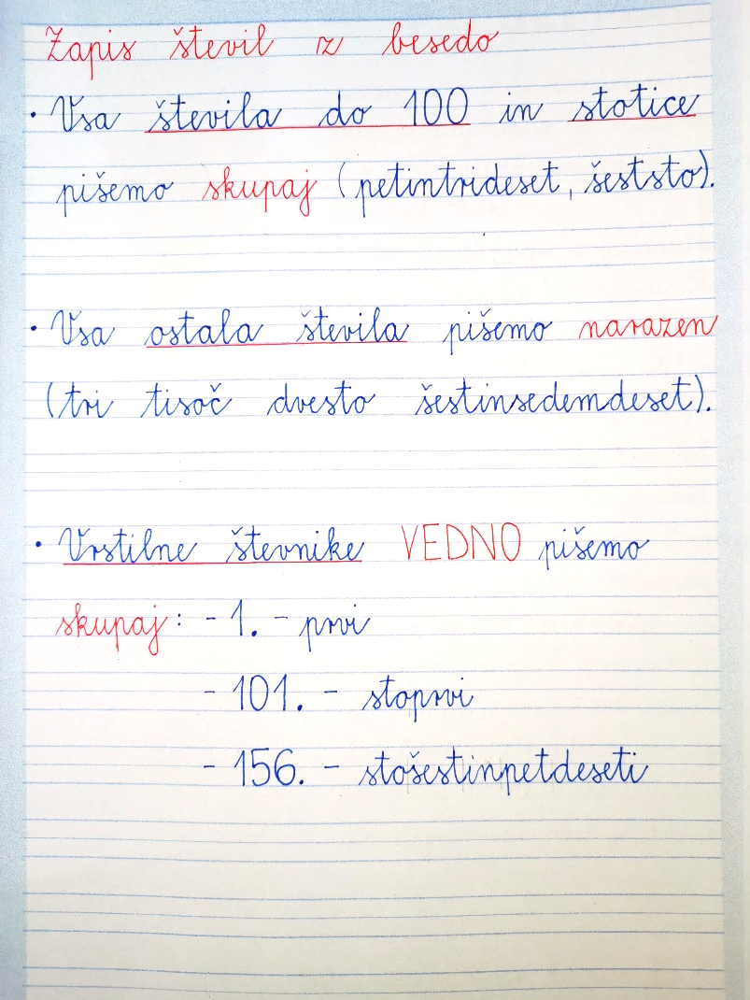 Zapis števil z besedo
• Vsa števila do 100 in stotice
pišemo skupaj (petintrideset, šeststo).
• Vsa ostala števila pišemo narazen
(tri tisoč dvesto šestinsedemdeset).
• Vrstilne števnike VEDNO pišemo
skupaj: - 1. - prvi
- 101. - stoprvi
- 156. - stošestinpetdeseti